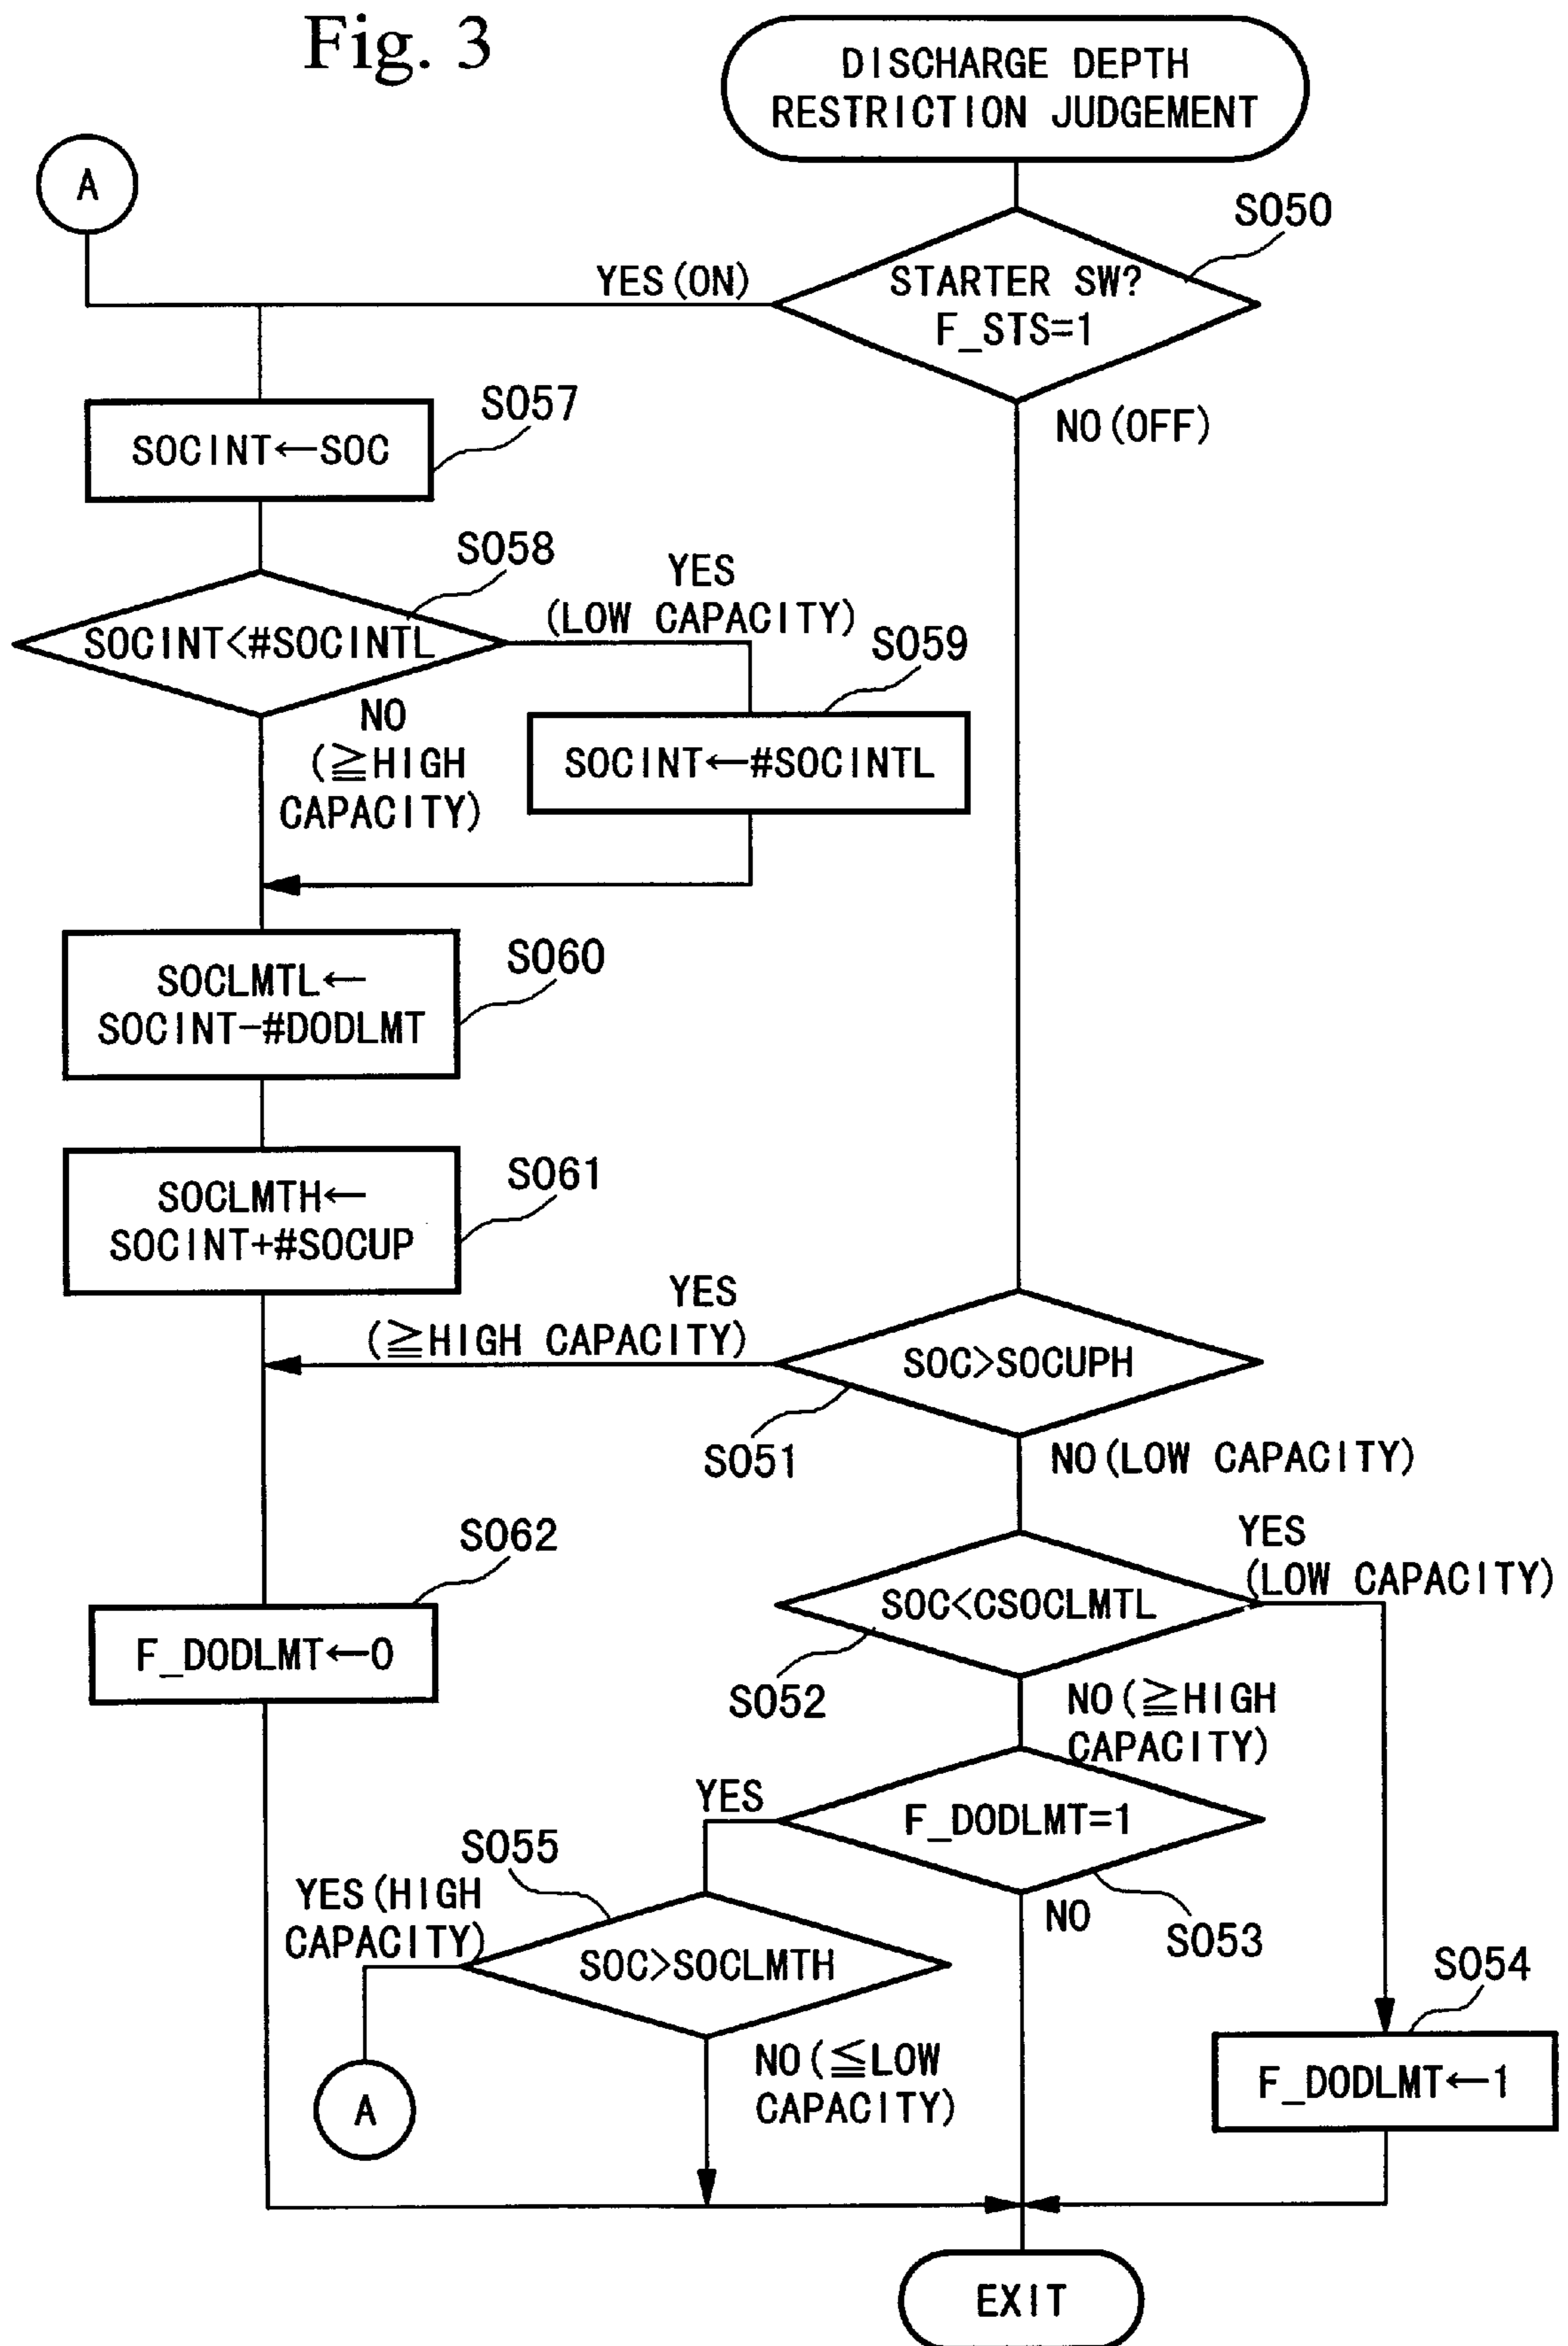 Fig. 3
DISCHARGE DEPTH
RESTRICTION JUDGEMENT
A
S050
YES(ON)
STARTER SW?
F_STS=1
NO(OFF)
S057
SOCINT←SOC
S058
YES
(LOW CAPACITY)
SOCINT<#SOCINTL
S059
NO
(≧HIGH
CAPACITY)
SOCINT←#SOCINTL
S060
SOCLMTL←
SOCINT-#DODLMT
S061
SOCLMTH←
SOCINT+#SOCUP
YES
(≧HIGH CAPACITY)
SOC>SOCUPH
S051
NO(LOW CAPACITY)
S062
YES
(LOW CAPACITY)
SOC<CSOCLMTL
F_DODLMT←0
S052
NO(≧HIGH
CAPACITY)
YES
F_DODLMT=1
S055
YES(HIGH
CAPACITY)
NO
S053
SOC>SOCLMTH
S054
NO(≦LOW
CAPACITY)
F_DODLMT←1
A
EXIT